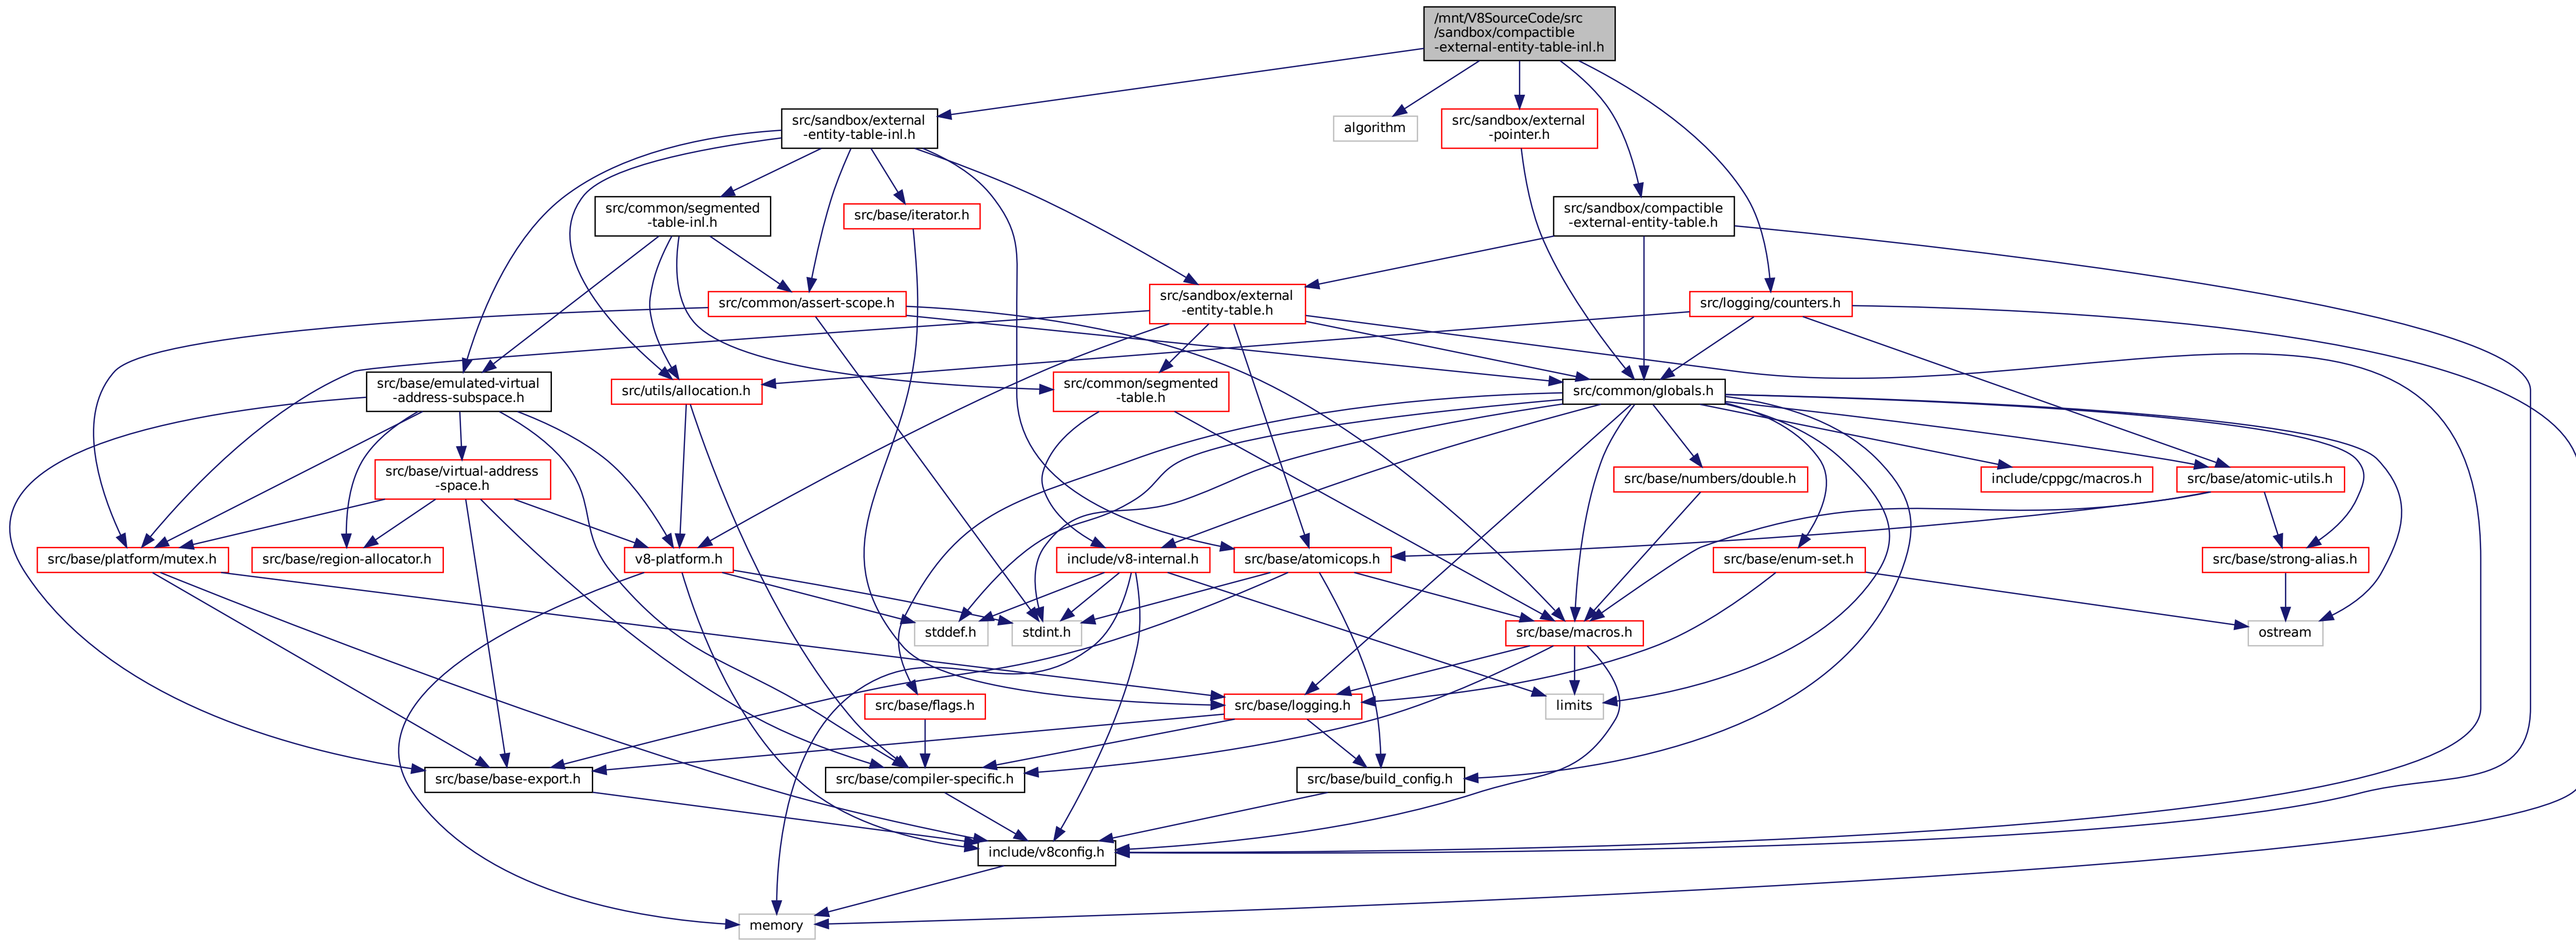 /mnt/V8SourceCode/src
/sandbox/compactible
-external-entity-table-inl.h
src/sandbox/external
-entity-table-inl.h
algorithm
src/sandbox/external
-pointer.h
src/common/segmented
-table-inl.h
src/base/iterator.h
src/sandbox/compactible
-external-entity-table.h
src/common/assert-scope.h
src/sandbox/external
-entity-table.h
src/logging/counters.h
src/base/emulated-virtual
-address-subspace.h
src/utils/allocation.h
src/common/segmented
-table.h
src/common/globals.h
src/base/virtual-address
-space.h
src/base/numbers/double.h
include/cppgc/macros.h
src/base/atomic-utils.h
src/base/platform/mutex.h
src/base/region-allocator.h
v8-platform.h
include/v8-internal.h
src/base/atomicops.h
src/base/enum-set.h
src/base/strong-alias.h
stddef.h
stdint.h
src/base/macros.h
ostream
src/base/flags.h
src/base/logging.h
limits
src/base/base-export.h
src/base/compiler-specific.h
src/base/build_config.h
include/v8config.h
memory